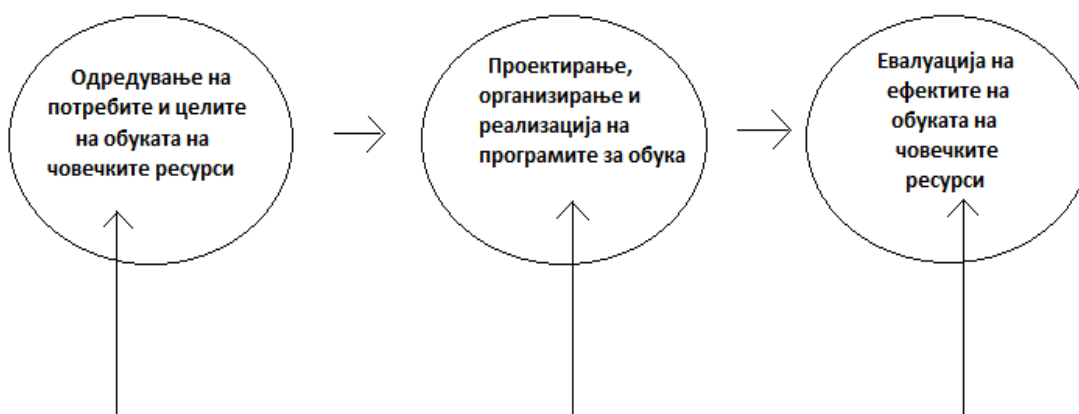 Одредување на
потребите и целите
на обуката на
човечките ресурси
Проектирање,
организирање и
реализација на
програмите за обука
Евалуација на
ефектите на
обуката на
човечките
ресурси